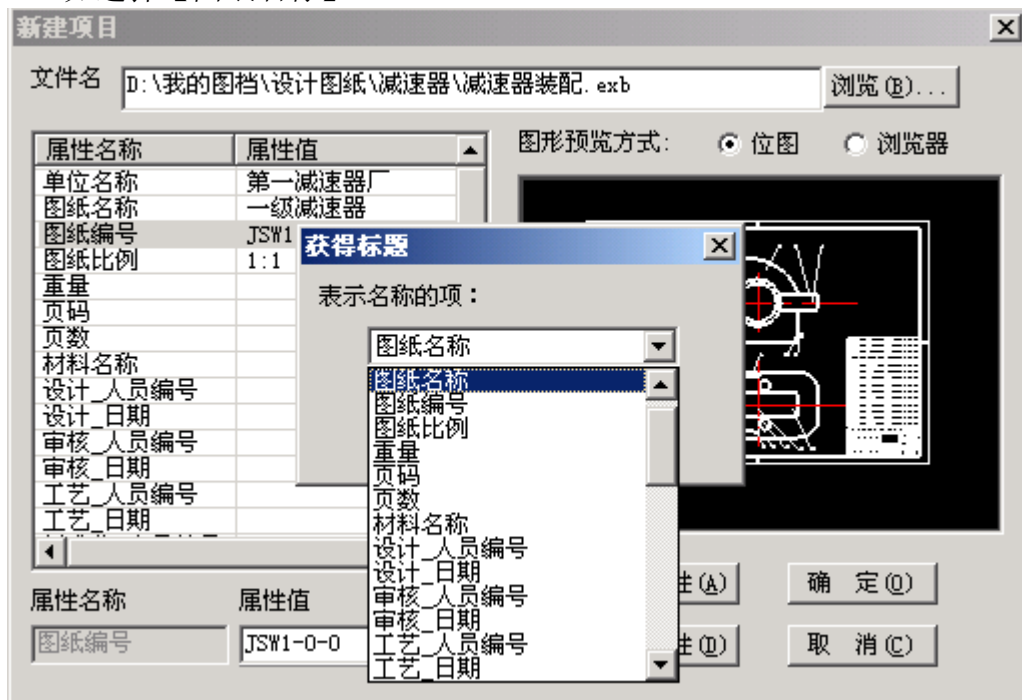 新建项目
文件名 D:\我的图档\设计图纸\减速器\减速器装配.exb 浏览(B)...
图形预览方式: 位图 浏览器
属性名称 属性值
单位名称 第一减速器厂
图纸名称 一级减速器
图纸编号 JSW1
图纸比例 1:1
重量
页码
页数
材料名称
设计_人员编号
设计_日期
审核_人员编号
审核_日期
工艺_人员编号
工艺_日期
获得标题
表示名称的项:
图纸名称
图纸名称
图纸编号
图纸比例
重量
页码
页数
材料名称
设计_人员编号
设计_日期
审核_人员编号
审核_日期
工艺_人员编号
工艺_日期
性(A) 确 定(O)
属性名称 属性值
图纸编号 JSW1-0-0 性(D) 取 消(C)